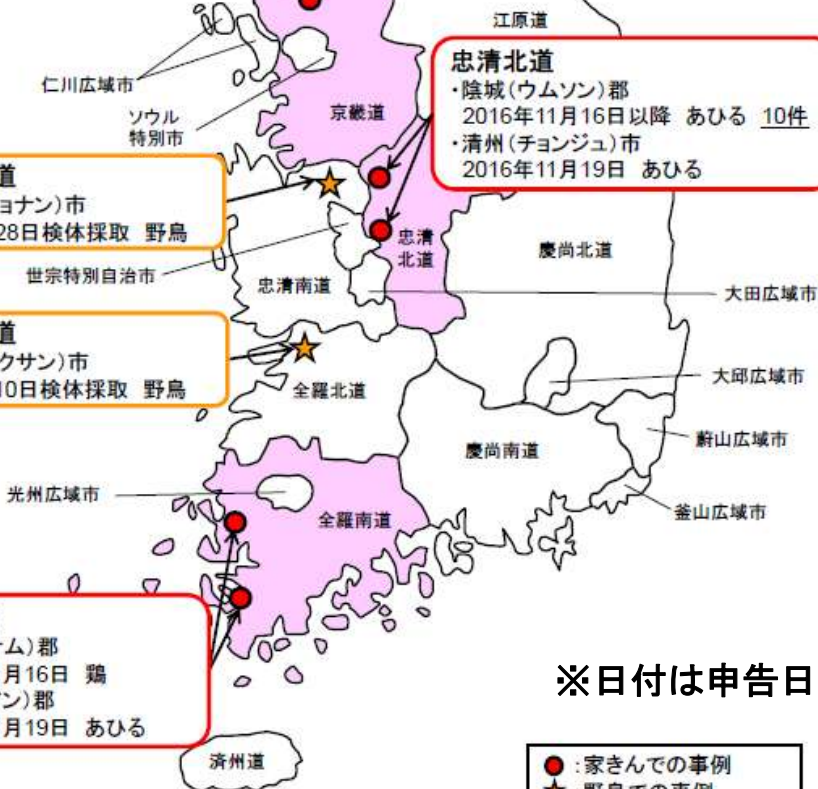 江原道
忠清北道
・陰城（ウムソン）郡
2016年11月16日以降 あひる 10件
・清州（チョンジュ）市
2016年11月19日 あひる
仁川広域市
ソウル
特別市
京畿道
道
ョナン）市
28日検体採取 野鳥
忠清
北道
慶尚北道
世宗特別自治市
忠清南道
大田広域市
道
クサン）市
10日検体採取 野鳥
全羅北道
大邱広域市
慶尚南道
蔚山広域市
光州広域市
全羅南道
釜山広域市
ム）郡
月16日 鶏
ン）郡
月19日 あひる
※日付は申告日
済州道
：家きんでの事例
：野鳥での事例